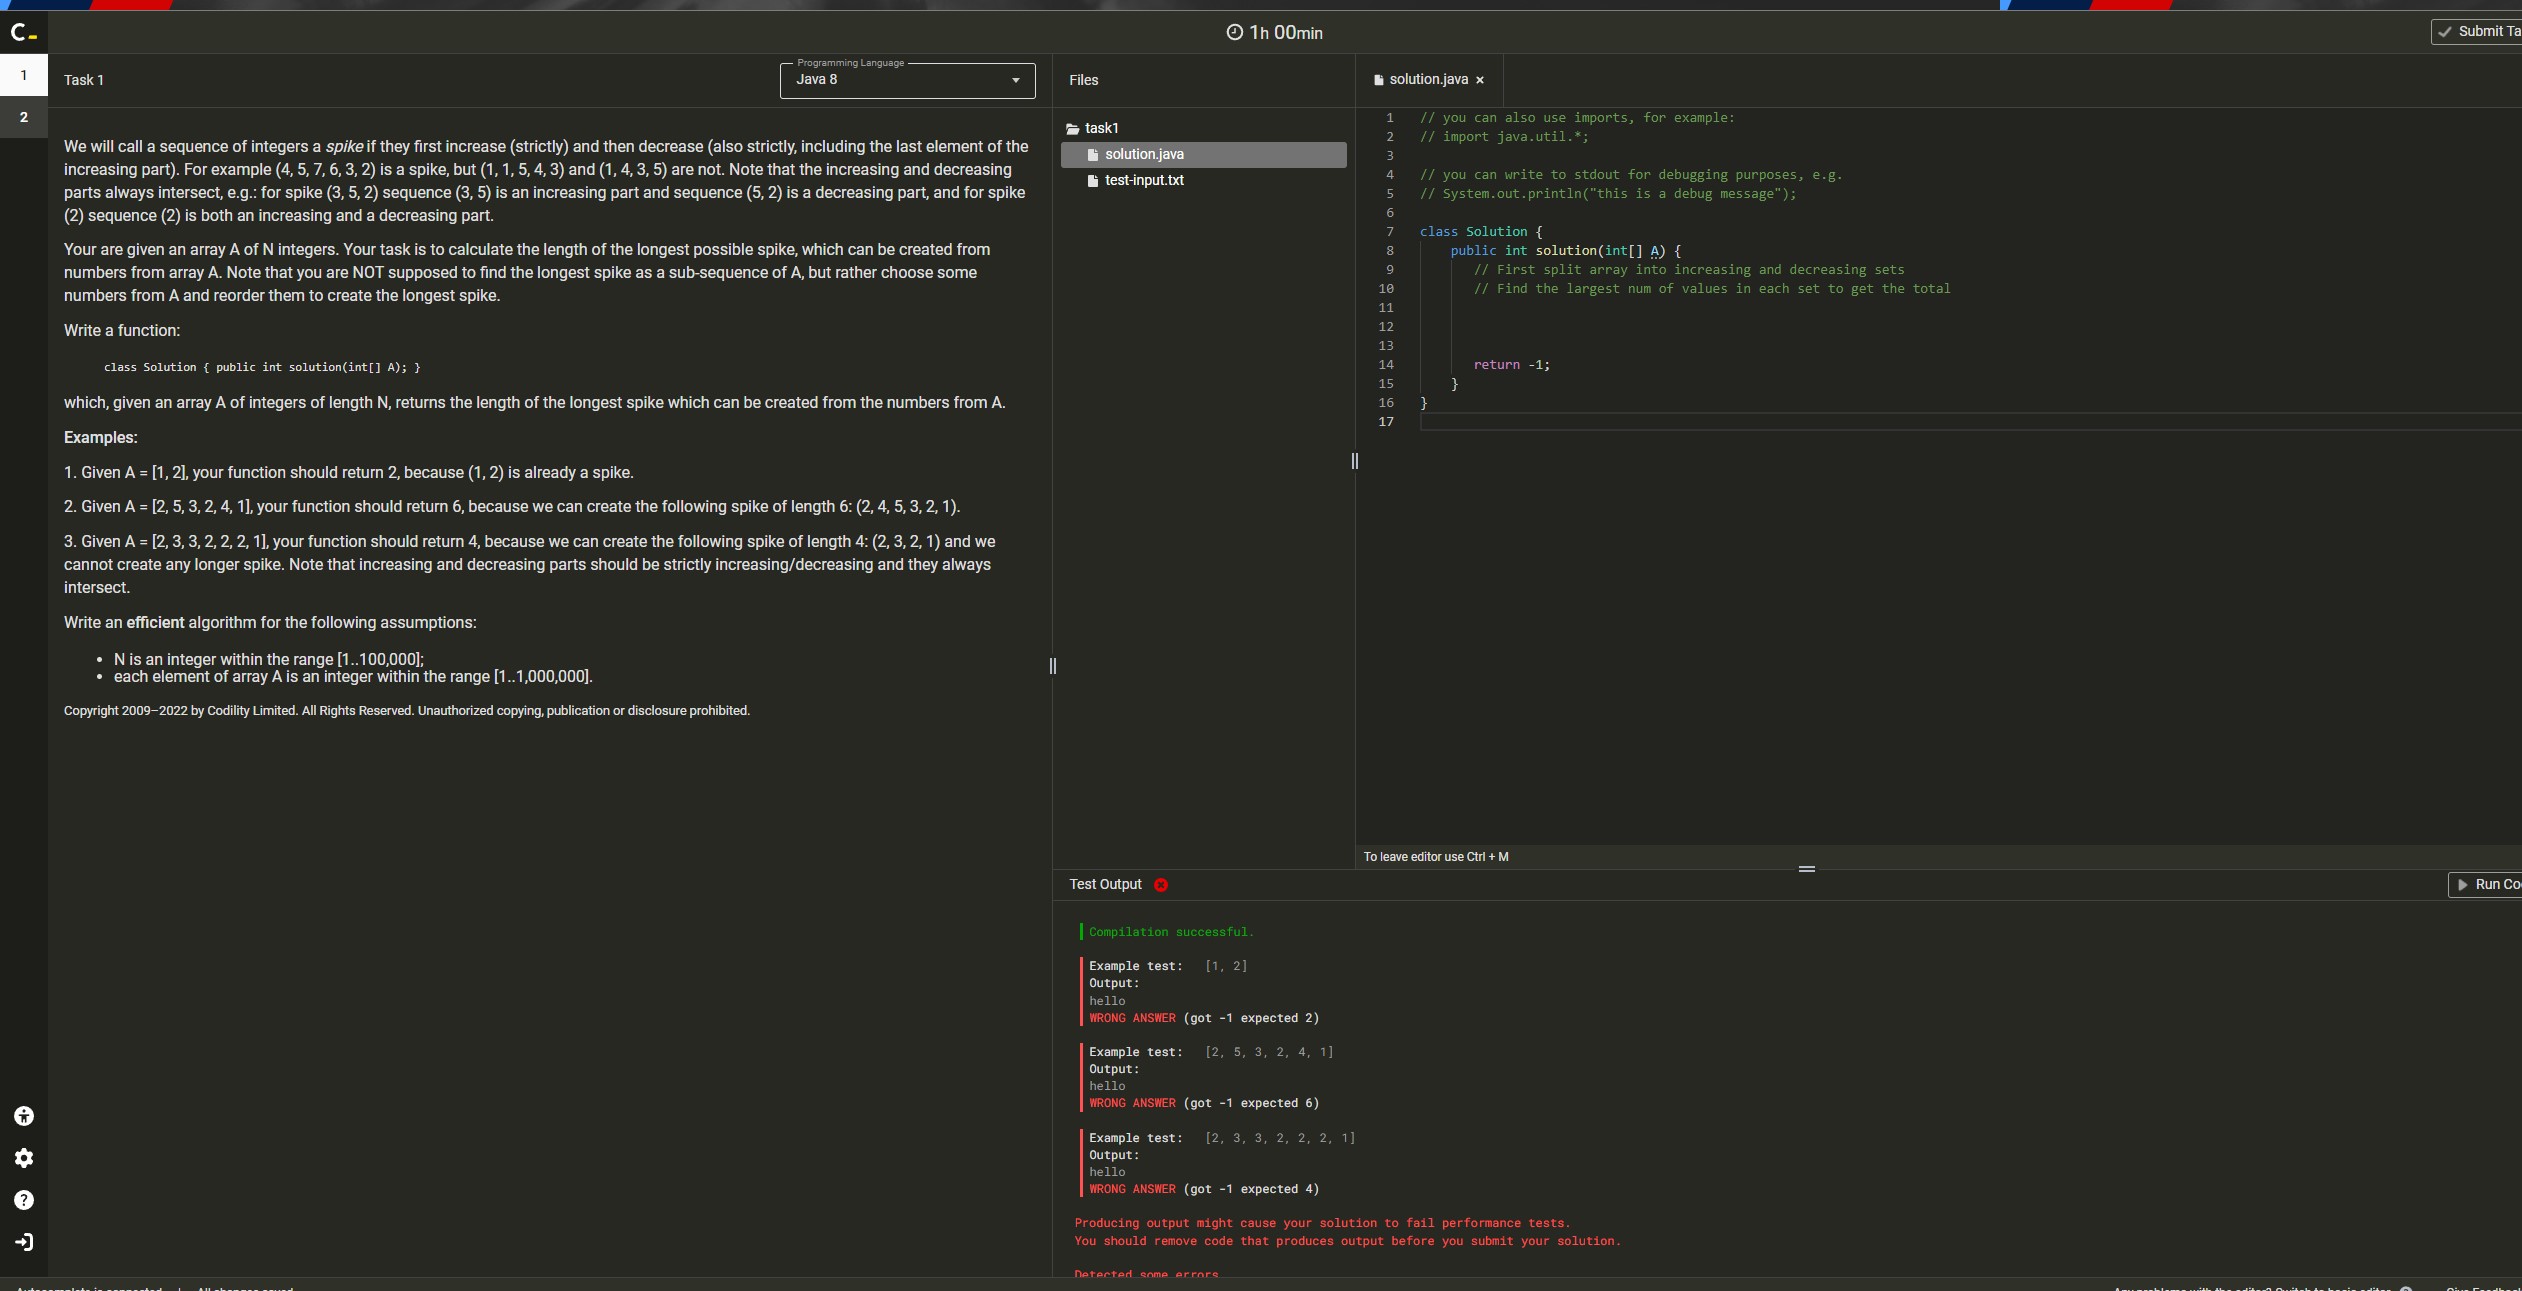 C_
1h 00min
Submit Ta
1
2
Task 1
Programming Language
Java 8
We will call a sequence of integers a spike if they first increase (strictly) and then decrease (also strictly, including the last element of the
increasing part). For example (4, 5, 7, 6, 3, 2) is a spike, but (1, 1, 5, 4, 3) and (1, 4, 3, 5) are not. Note that the increasing and decreasing
parts always intersect, e.g.: for spike (3, 5, 2) sequence (3, 5) is an increasing part and sequence (5, 2) is a decreasing part, and for spike
(2) sequence (2) is both an increasing and a decreasing part.
Your are given an array A of N integers. Your task is to calculate the length of the longest possible spike, which can be created from
numbers from array A. Note that you are NOT supposed to find the longest spike as a sub-sequence of A, but rather choose some
numbers from A and reorder them to create the longest spike.
Write a function:
class Solution { public int solution(int[] A); }
which, given an array A of integers of length N, returns the length of the longest spike which can be created from the numbers from A.
Examples:
1. Given A = [1, 2], your function should return 2, because (1, 2) is already a spike.
2. Given A = [2, 5, 3, 2, 4, 1], your function should return 6, because we can create the following spike of length 6: (2, 4, 5, 3, 2, 1).
3. Given A = [2, 3, 3, 2, 2, 2, 1], your function should return 4, because we can create the following spike of length 4: (2, 3, 2, 1) and we
cannot create any longer spike. Note that increasing and decreasing parts should be strictly increasing/decreasing and they always
intersect.
Write an efficient algorithm for the following assumptions:
• N is an integer within the range [1..100,000];
• each element of array A is an integer within the range [1..1,000,000].
Copyright 2009–2022 by Codility Limited. All Rights Reserved. Unauthorized copying, publication or disclosure prohibited.
Files
task1
solution.java
test-input.txt
solution.java ×
1 // you can also use imports, for example:
2 // import java.util.*;
3
4 // you can write to stdout for debugging purposes, e.g.
5 // System.out.println("this is a debug message");
6
7 class Solution {
8 public int solution(int[] A) {
9 // First split array into increasing and decreasing sets
10 // Find the largest num of values in each set to get the total
11
12
13
14 return -1;
15 }
16 }
17
To leave editor use Ctrl + M
Test Output
Run Co
Compilation successful.
Example test: [1, 2]
Output:
hello
WRONG ANSWER (got -1 expected 2)
Example test: [2, 5, 3, 2, 4, 1]
Output:
hello
WRONG ANSWER (got -1 expected 6)
Example test: [2, 3, 3, 2, 2, 2, 1]
Output:
hello
WRONG ANSWER (got -1 expected 4)
Producing output might cause your solution to fail performance tests.
You should remove code that produces output before you submit your solution.
Detected some errors
Autocomplete is connected | All changes saved
Any problems with the editor? Switch to basic editor
Give Feedback